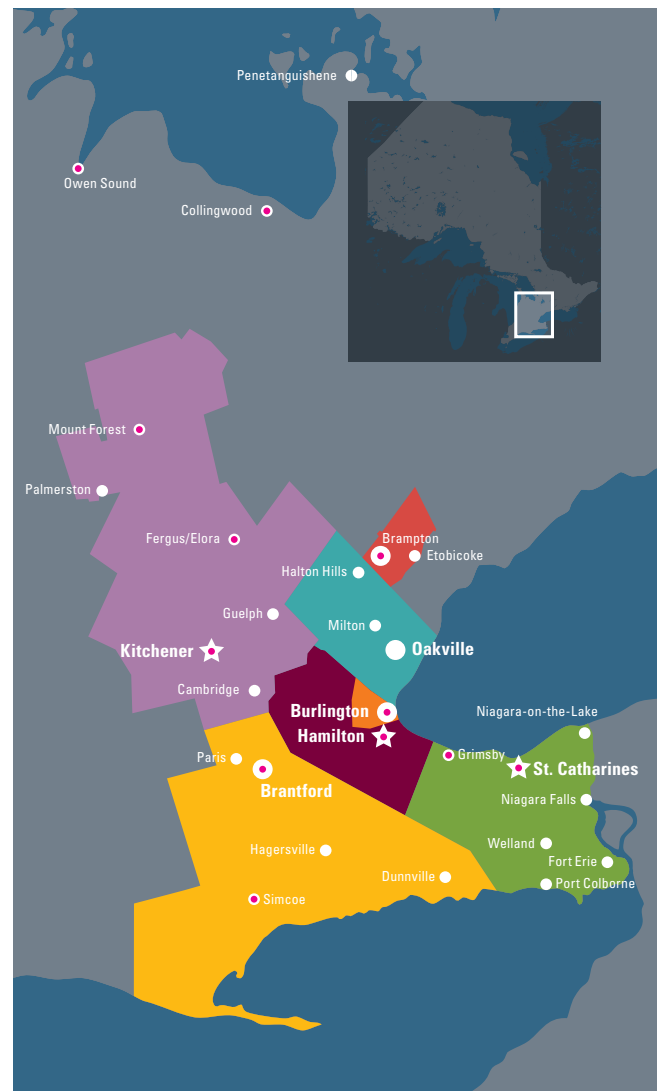 Penetanguishene
Owen Sound
Collingwood
Mount Forest
Palmerston
Fergus/Elora
Brampton
Etobicoke
Halton Hills
Guelph
Milton
Kitchener
Oakville
Cambridge
Burlington
Niagara-on-the-Lake
Hamilton
Grimsby
Paris
St. Catharines
Brantford
Niagara Falls
Hagersville
Welland
Fort Erie
Dunnville
Port Colborne
Simcoe